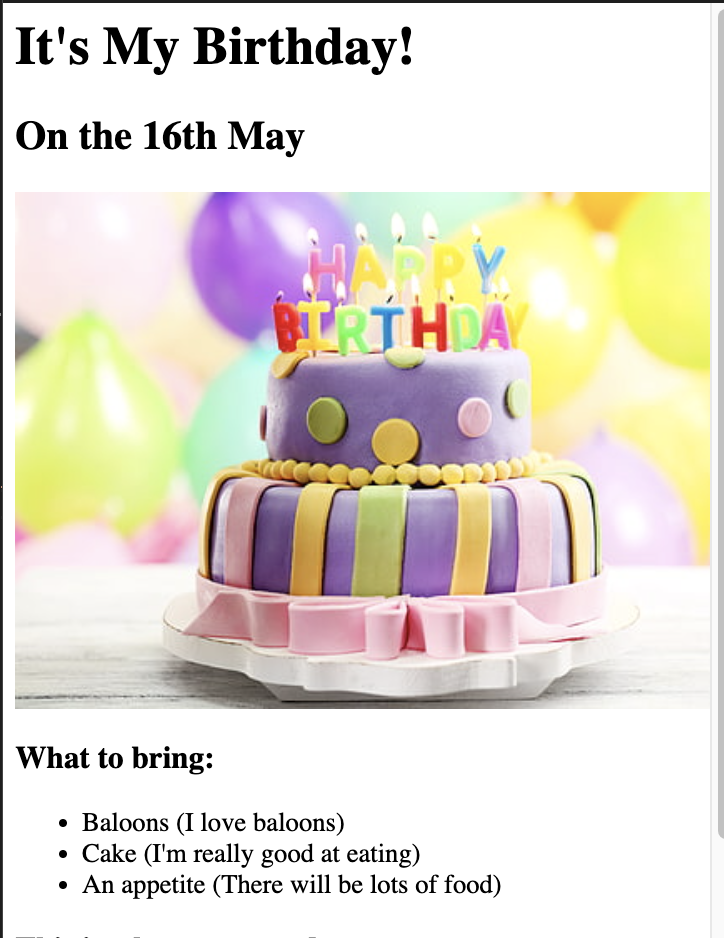 It's My Birthday!
On the 16th May
HAPPY
BIRTHDAY
What to bring:
Baloons (I love baloons)
Cake (I'm really good at eating)
An appetite (There will be lots of food)